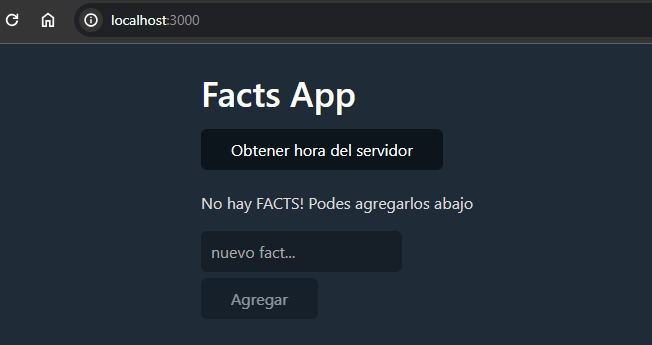 localhost:3000
Facts App
Obtener hora del servidor
No hay FACTS! Podes agregarlos abajo
nuevo fact...
Agregar